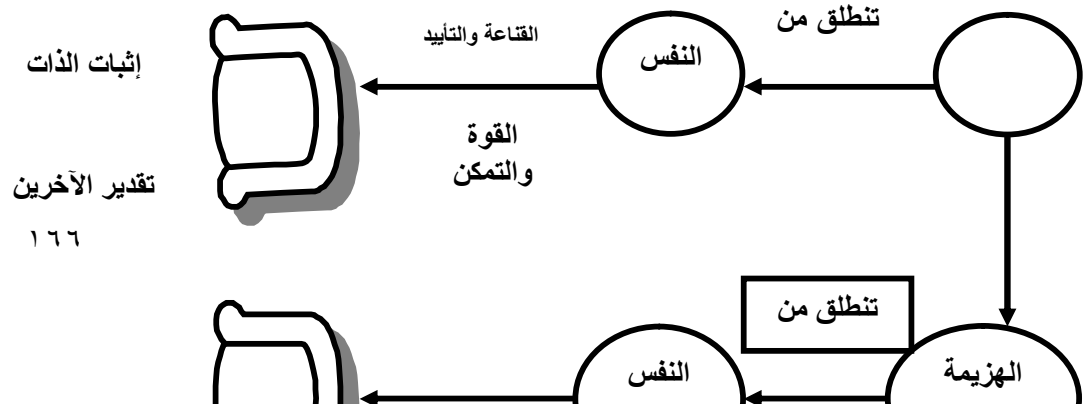 تنطلق من
النفس
القناعة والتأييد
القوة
والتمكن
إثبات الذات
تقدير الآخرين
١٦٦
تنطلق من
الهزيمة
النفس